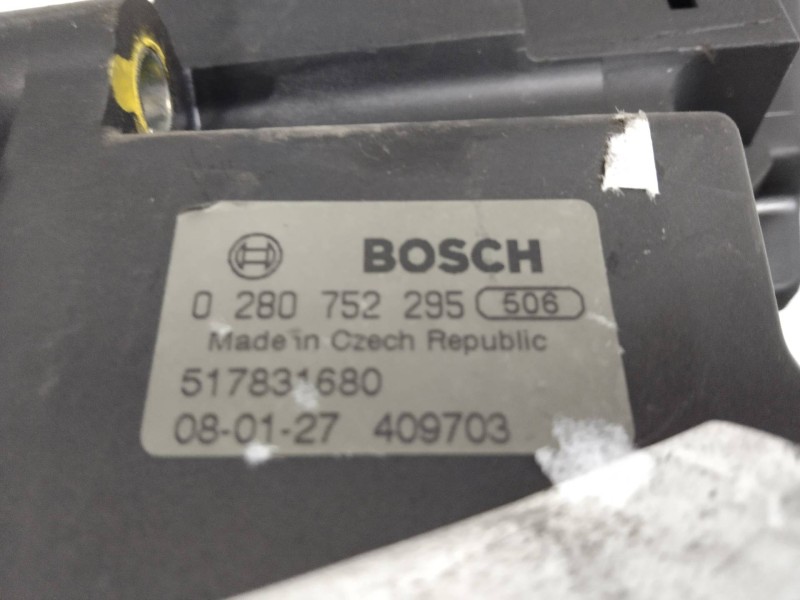 BOSCH
0 280 752 295 506
Made in Czech Republic
517831680
08-01-27 409703